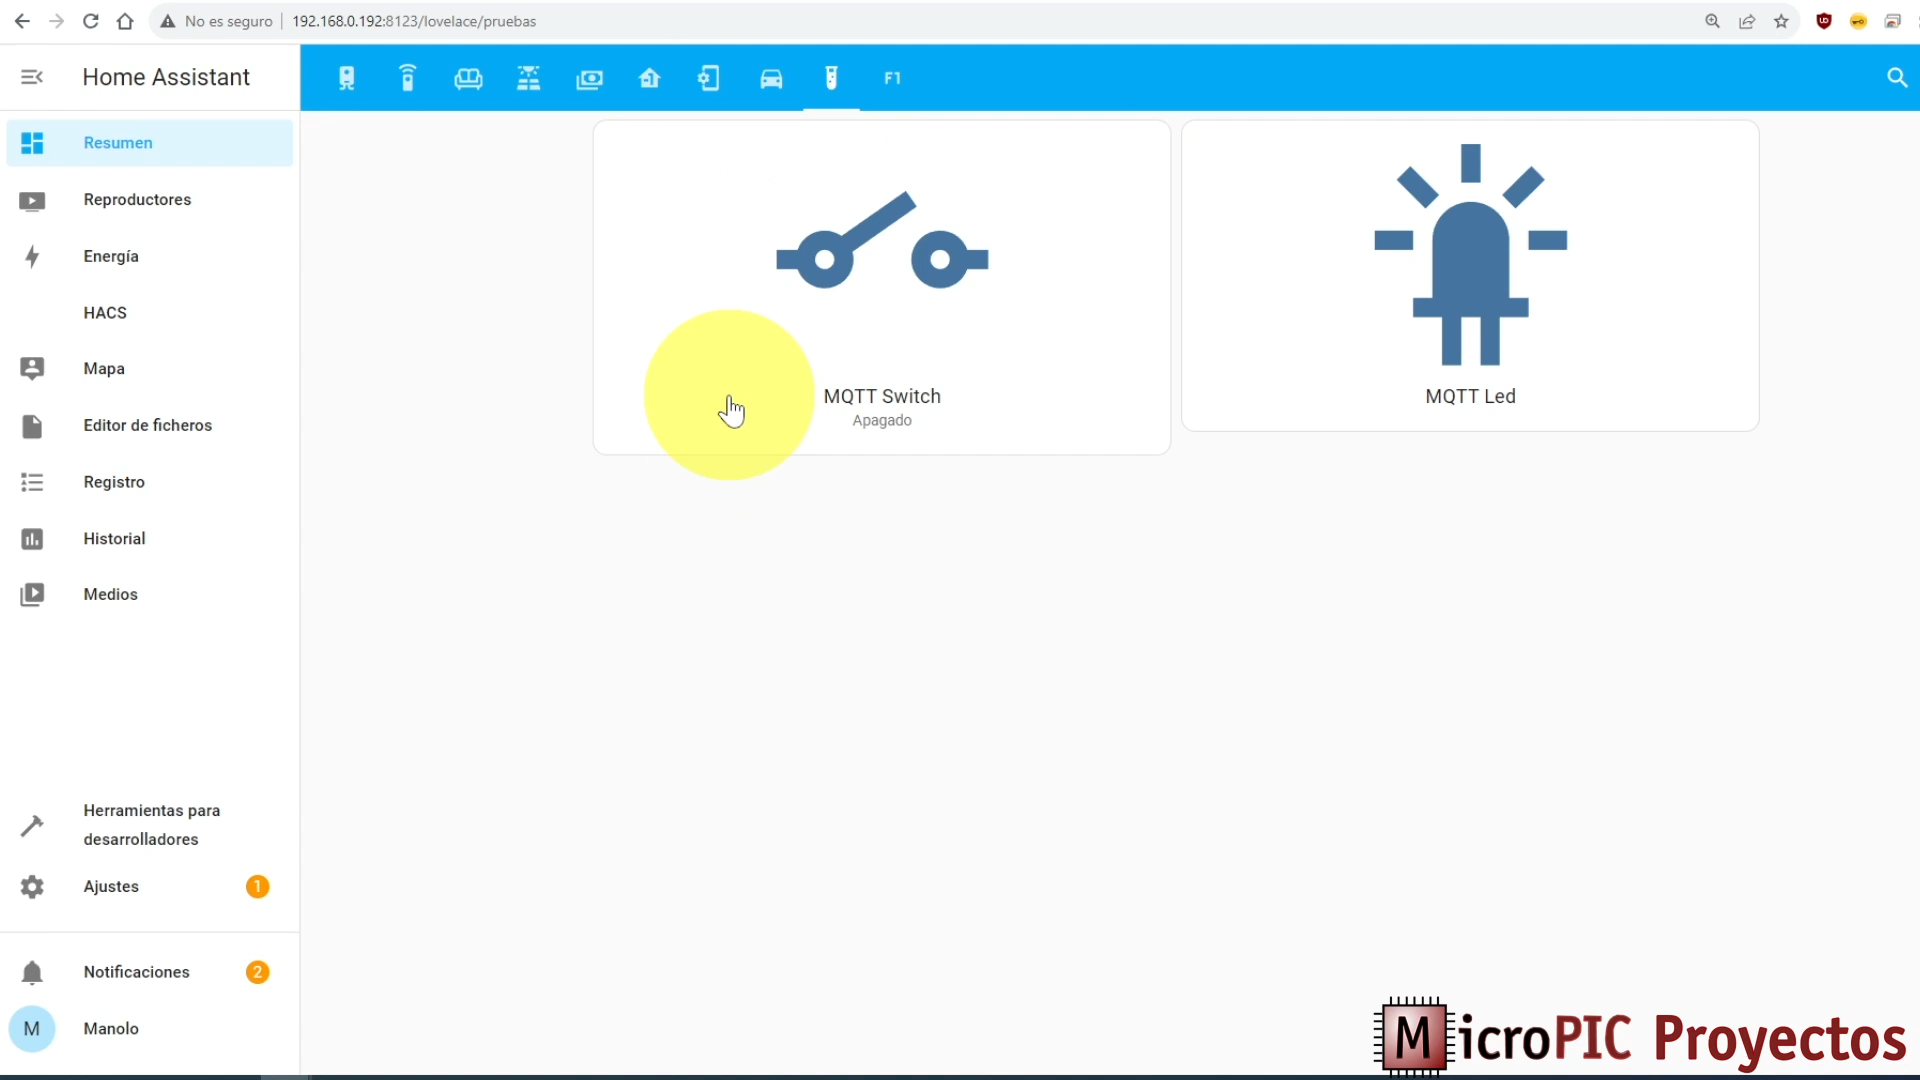 No es seguro
192.168.0.192:8123/lovelace/pruebas
Home Assistant
F1
Resumen
Reproductores
Energía
HACS
Mapa
Editor de ficheros
Registro
Historial
Medios
Herramientas para
desarrolladores
Ajustes
1
Notificaciones
2
M
Manolo
MQTT Switch
Apagado
MQTT Led
MicroPIC Proyectos